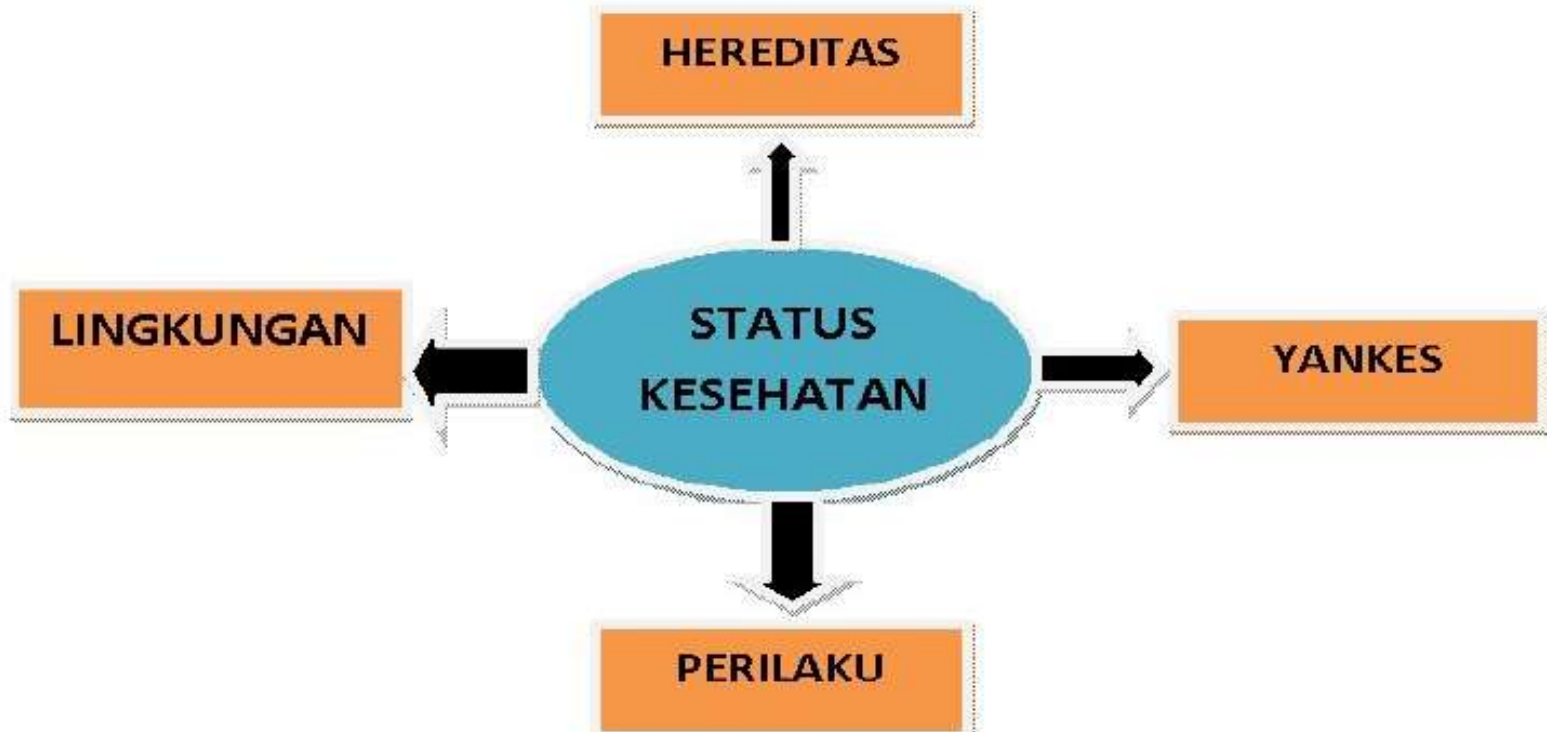 HEREDITAS
LINGKUNGAN
STATUS
KESEHATAN
YANKES
PERILAKU